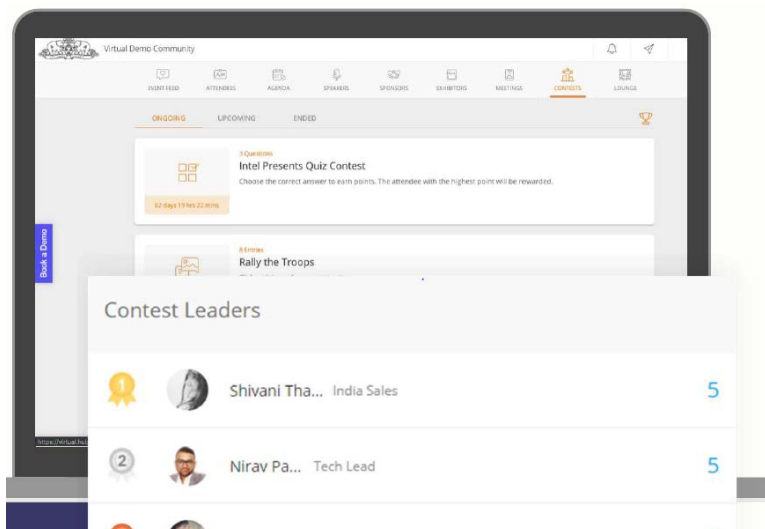 Virtual Demo Community
EVENT FEED ATTENDEES AGENDA SPEAKERS SPONSORS EXHIBITORS MEETINGS CONTESTS LOUNGE
ONGOING UPCOMING ENDED
3 Questions
Intel Presents Quiz Contest
Choose the correct answer to earn points. The attendee with the highest point will be rewarded.
62 days 19 hrs 22 mins
8 Entries
Rally the Troops
Book a Demo
Contest Leaders
1 Shivani Tha... India Sales 5
2 Nirav Pa... Tech Lead 5